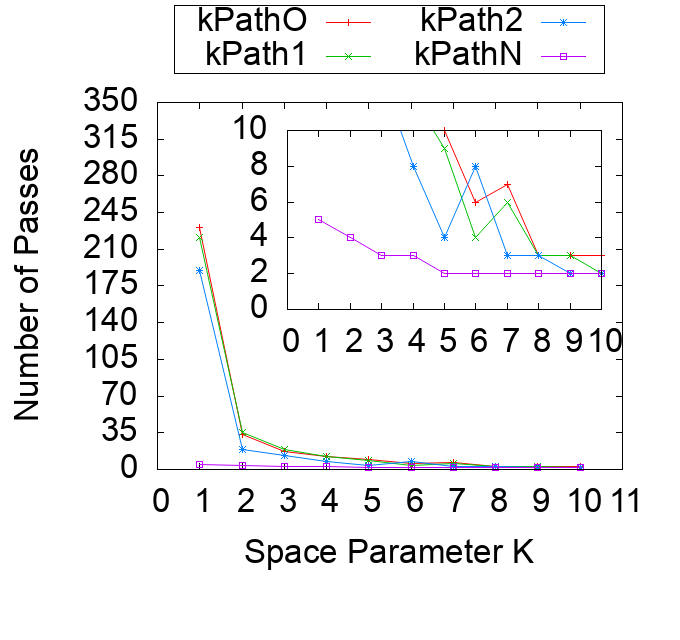 kPathO kPath2
kPath1 kPathN
Number of Passes
350
315
280
245
210
175
140
105
70
35
0
10
8
6
4
2
0
0 1 2 3 4 5 6 7 8 9 10
0 1 2 3 4 5 6 7 8 9 10 11
Space Parameter K